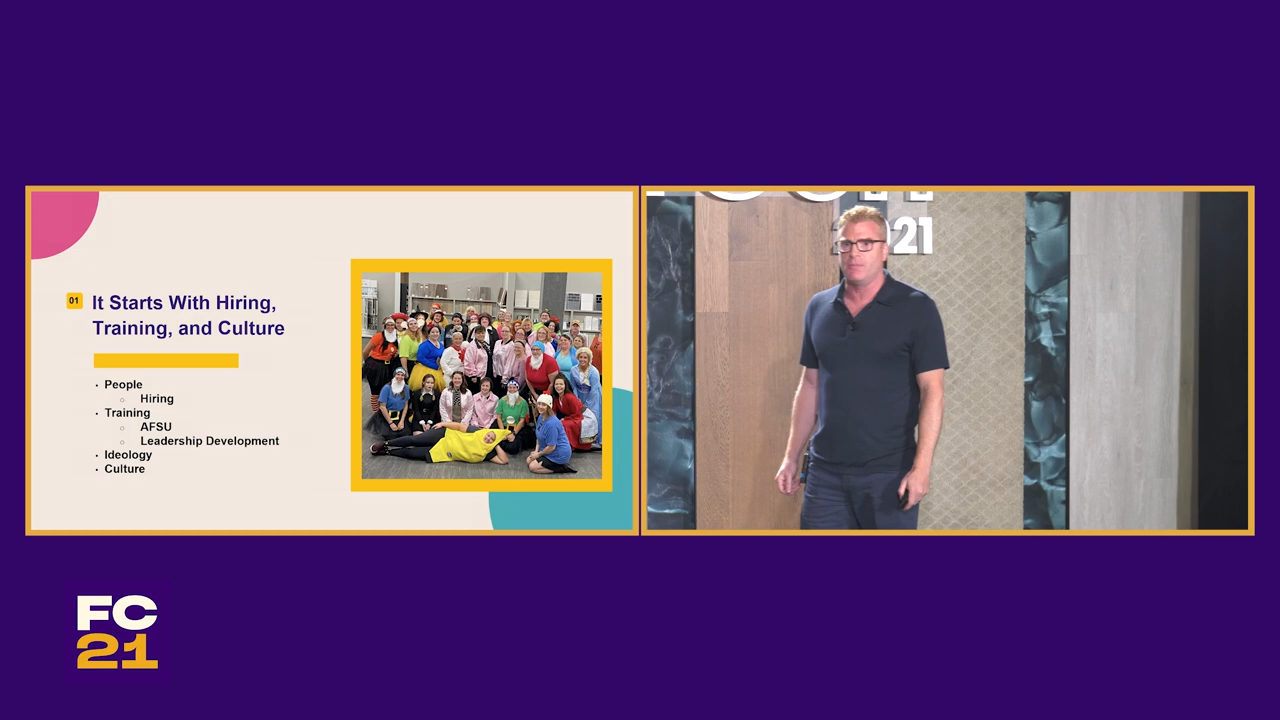 01
It Starts With Hiring,
Training, and Culture
· People
○ Hiring
· Training
○ AFSU
○ Leadership Development
· Ideology
· Culture
21
FC
21